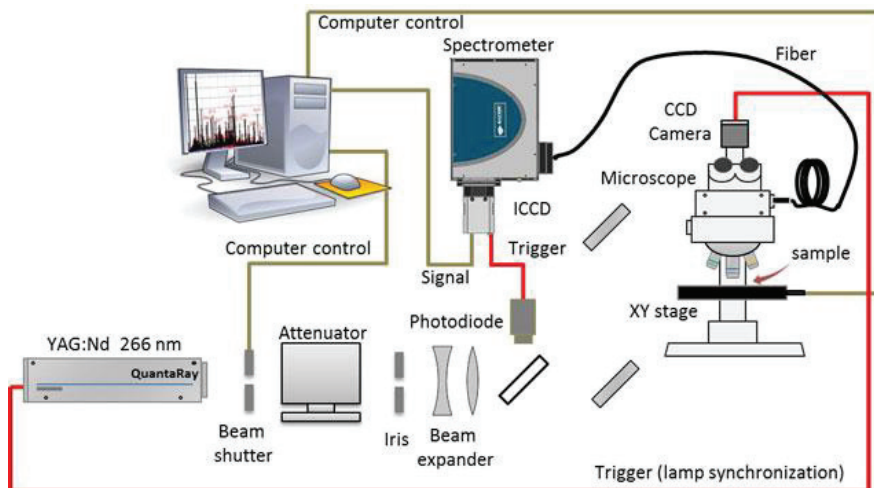 Computer control
Spectrometer
Fiber
CCD
Camera
Microscope
ICCD
Computer control
Trigger
sample
Signal
XY stage
Photodiode
Attenuator
YAG:Nd 266 nm
QuantaRay
Beam
shutter
Iris
Beam
expander
Trigger (lamp synchronization)